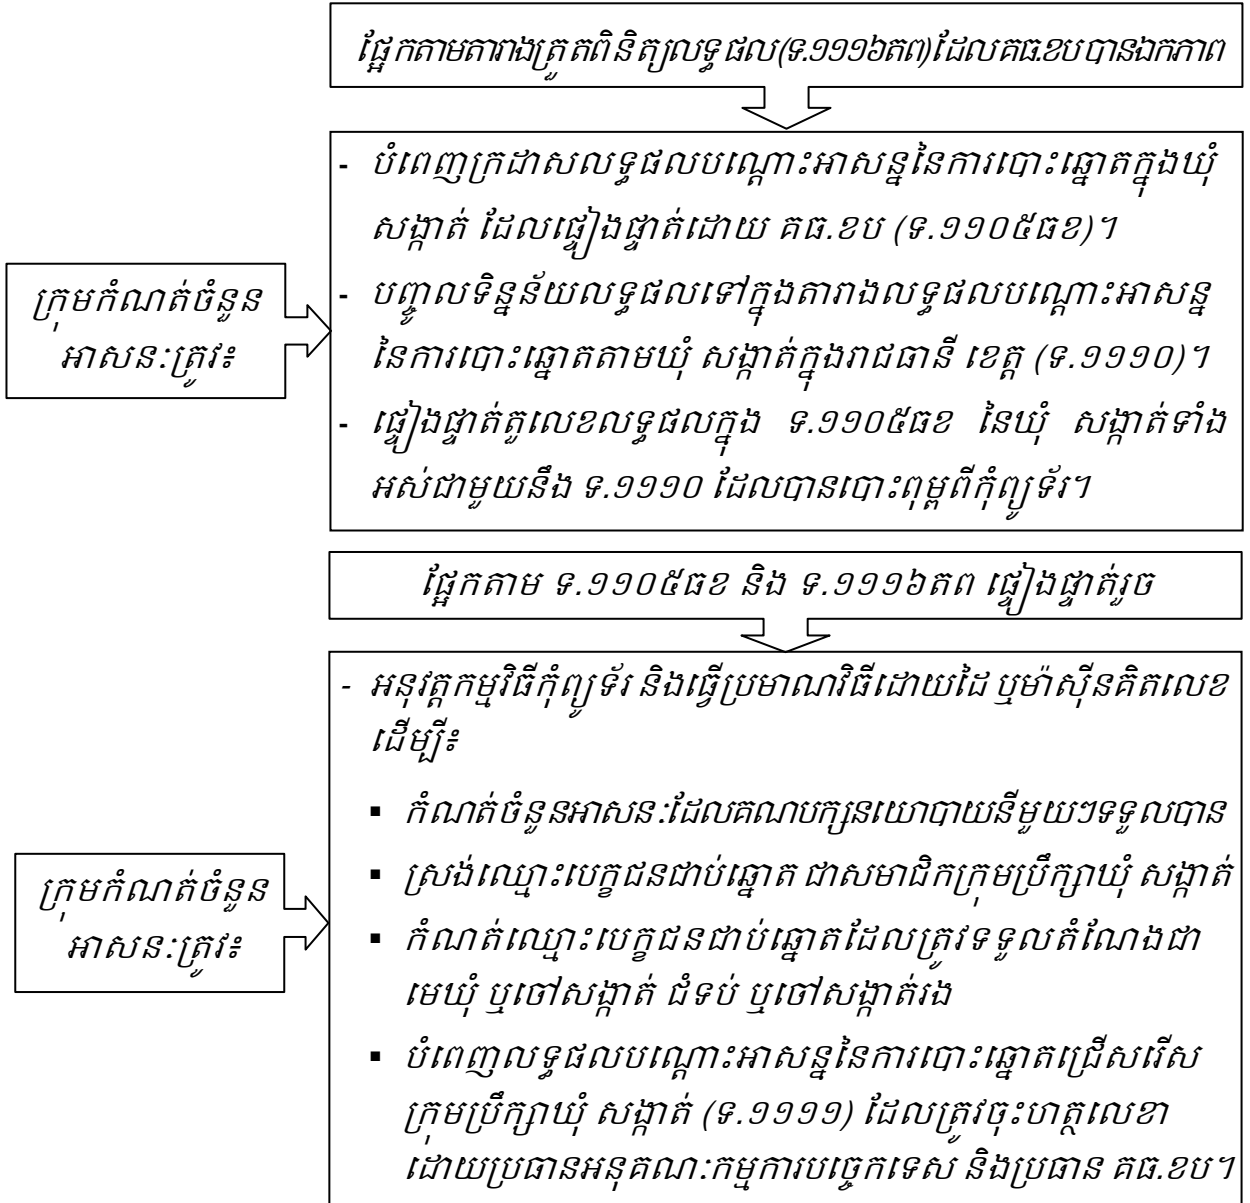 ផ្អែកតាមតារាងត្រួតពិនិត្យលទ្ធផល(ទ.១១១៦តព)ដែលគធ.ខបបានឯកភាព
ក្រុមកំណត់ចំនួន
អាសនៈត្រូវ៖
- បំពេញក្រដាសលទ្ធផលបណ្តោះអាសន្ននៃការបោះឆ្នោតក្នុងឃុំ
សង្កាត់ ដែលផ្ទៀងផ្ទាត់ដោយ គធ.ខប (ទ.១១០៥ធខ)។
- បញ្ចូលទិន្នន័យលទ្ធផលទៅក្នុងតារាងលទ្ធផលបណ្តោះអាសន្ន
នៃការបោះឆ្នោតតាមឃុំ សង្កាត់ក្នុងរាជធានី ខេត្ត (ទ.១១១០)។
- ផ្ទៀងផ្ទាត់តួលេខលទ្ធផលក្នុង ទ.១១០៥ធខ នៃឃុំ សង្កាត់ទាំង
អស់ជាមួយនឹង ទ.១១១០ ដែលបានបោះពុម្ពពីកុំព្យូទ័រ។
ផ្អែកតាម ទ.១១០៥ធខ និង ទ.១១១៦តព ផ្ទៀងផ្ទាត់រួច
ក្រុមកំណត់ចំនួន
អាសនៈត្រូវ៖
- អនុវត្តកម្មវិធីកុំព្យូទ័រ និងធ្វើប្រមាណវិធីដោយដៃ ឬម៉ាស៊ីនគិតលេខ
ដើម្បី៖
▪ កំណត់ចំនួនអាសនៈដែលគណបក្សនយោបាយនីមួយៗទទួលបាន
▪ ស្រង់ឈ្មោះបេក្ខជនជាប់ឆ្នោត ជាសមាជិកក្រុមប្រឹក្សាឃុំ សង្កាត់
▪ កំណត់ឈ្មោះបេក្ខជនជាប់ឆ្នោតដែលត្រូវទទួលតំណែងជា
មេឃុំ ឬចៅសង្កាត់ ជំទប់ ឬចៅសង្កាត់រង
▪ បំពេញលទ្ធផលបណ្តោះអាសន្ននៃការបោះឆ្នោតជ្រើសរើស
ក្រុមប្រឹក្សាឃុំ សង្កាត់ (ទ.១១១១) ដែលត្រូវចុះហត្ថលេខា
ដោយប្រធានអនុគណៈកម្មការបច្ចេកទេស និងប្រធាន គធ.ខប។